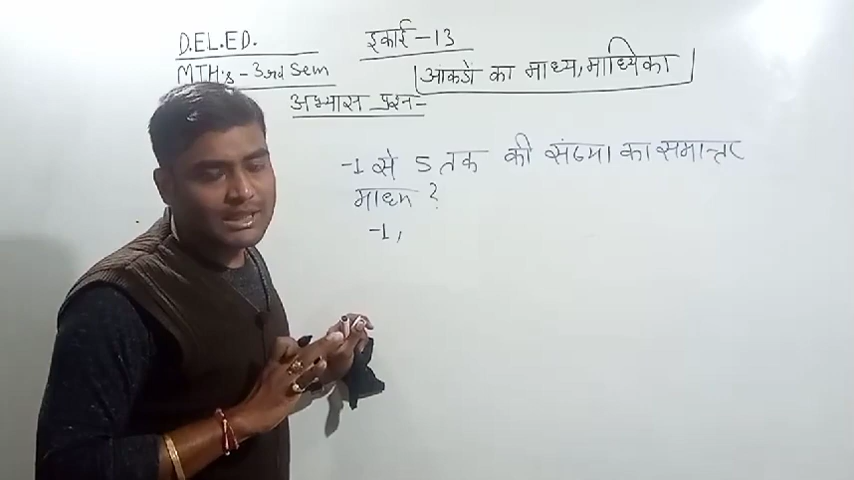 D.EL.ED. इकाई - 13
MTH's - 3rd Sem आंकडों का माध्य, माध्यिका
अभ्यास प्रश्न -
-1 से 5 तक की संख्या का समान्तर
माध्य ?
-1,